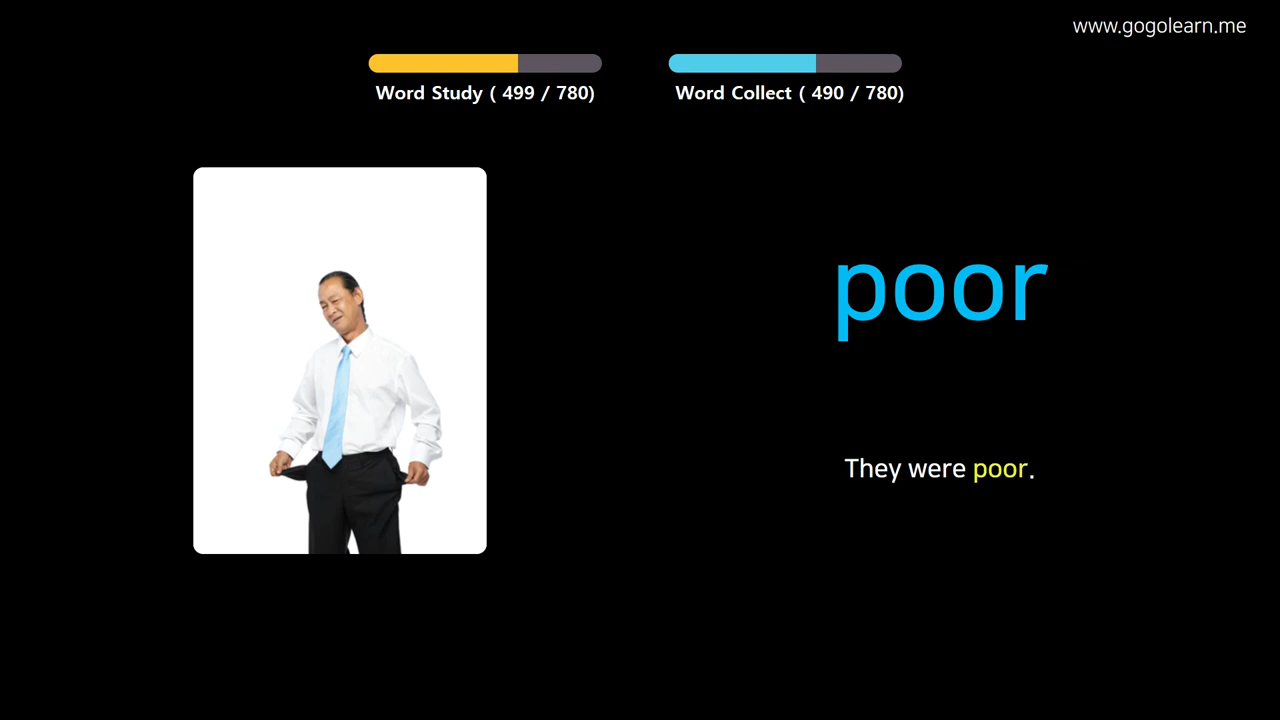 www.gogolearn.me
Word Study ( 499 / 780)
Word Collect ( 490 / 780)
poor
They were poor.